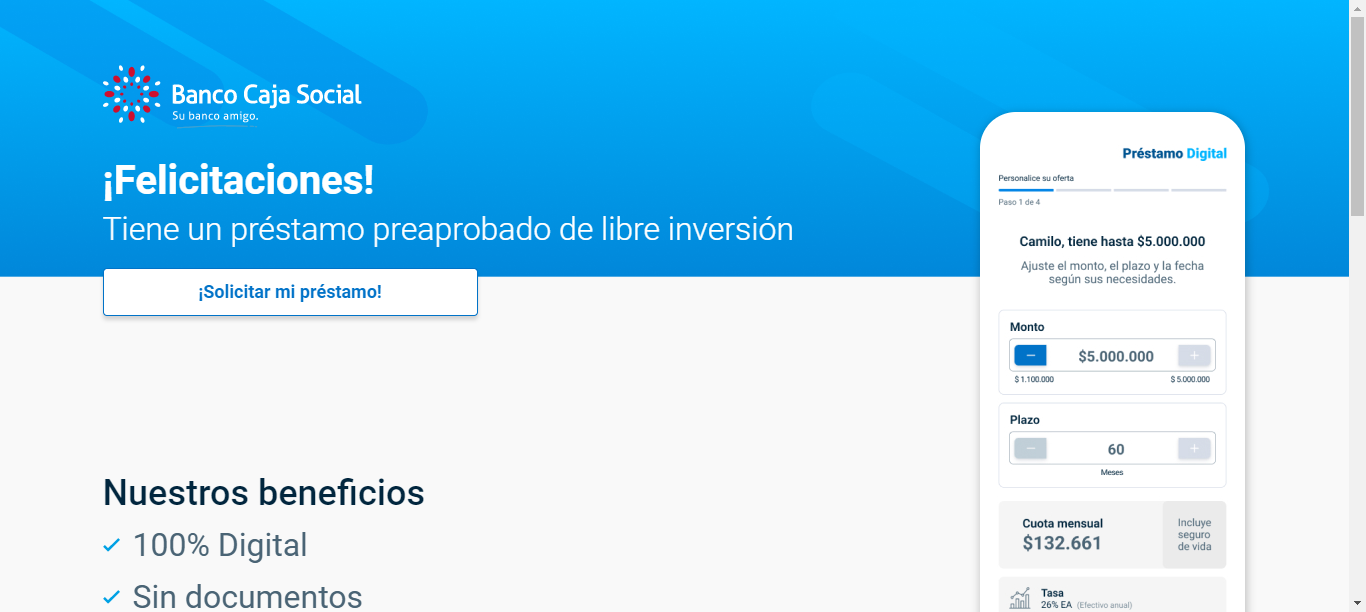 Banco Caja Social
Su banco amigo.
¡Felicitaciones!
Tiene un préstamo preaprobado de libre inversión
¡Solicitar mi préstamo!
Nuestros beneficios
100% Digital
Sin documentos
Préstamo Digital
Personalice su oferta
Paso 1 de 4
Camilo, tiene hasta $5.000.000
Ajuste el monto, el plazo y la fecha
según sus necesidades.
Monto
− $5.000.000 +
$ 1.100.000 $ 5.000.000
Plazo
− 60 +
Meses
Cuota mensual
$132.661
Incluye
seguro
de vida
Tasa
26% EA (Efectivo anual)